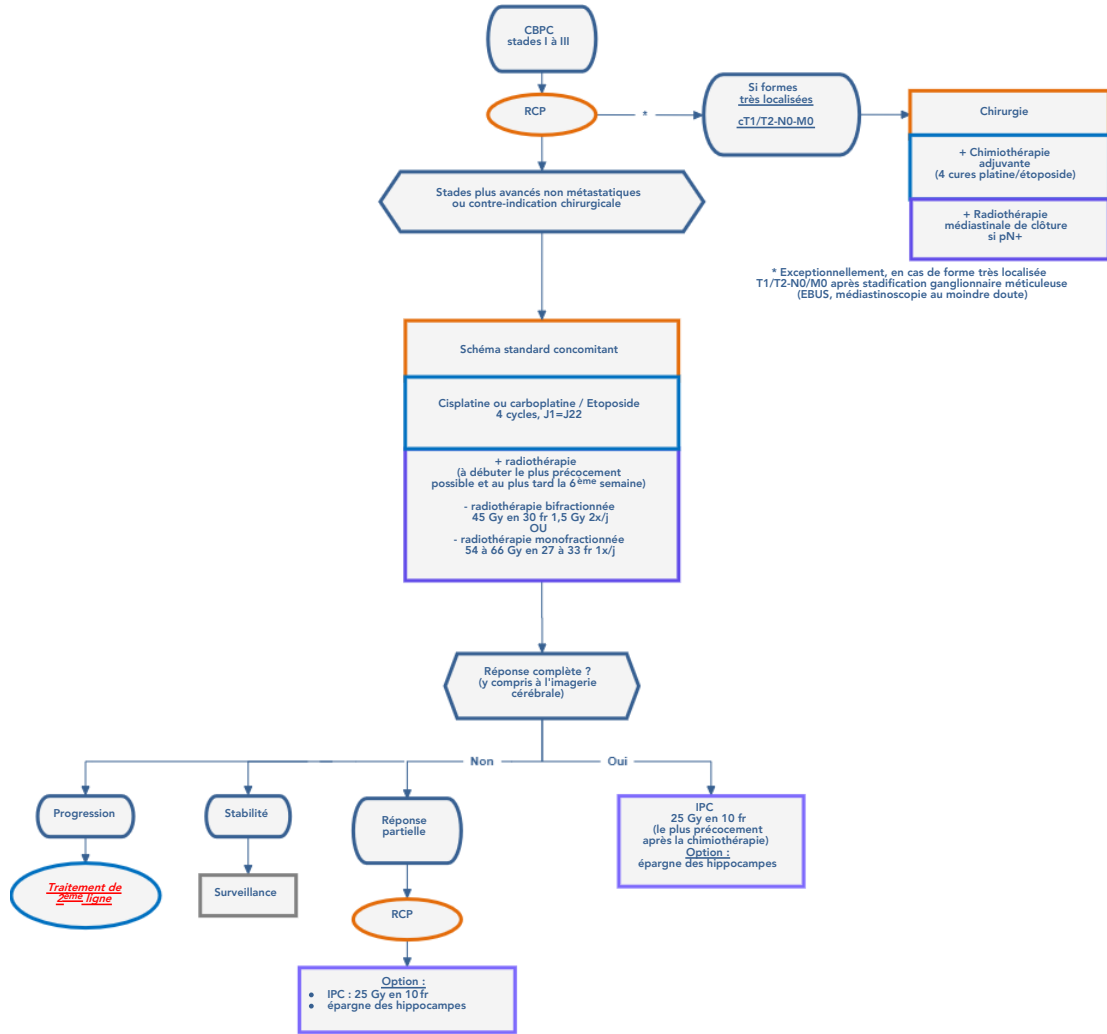 CBPC
stades I à III
RCP
*
Si formes
très localisées
cT1/T2-N0-M0
Chirurgie
+ Chimiothérapie
adjuvante
(4 cures platine/étoposide)
+ Radiothérapie
médiastinale de clôture
si pN+
* Exceptionnellement, en cas de forme très localisée
T1/T2-N0/M0 après stadification ganglionnaire méticuleuse
(EBUS, médiastinoscopie au moindre doute)
Stades plus avancés non métastatiques
ou contre-indication chirurgicale
Schéma standard concomitant
Cisplatine ou carboplatine / Etoposide
4 cycles, J1=J22
+ radiothérapie
(à débuter le plus précocement
possible et au plus tard la 6ème semaine)
- radiothérapie bifractionnée
45 Gy en 30 fr 1,5 Gy 2x/j
OU
- radiothérapie monofractionnée
54 à 66 Gy en 27 à 33 fr 1x/j
Réponse complète ?
(y compris à l'imagerie
cérébrale)
Non
Oui
Progression
Traitement de
2ème ligne
Stabilité
Surveillance
Réponse
partielle
RCP
Option :
● IPC : 25 Gy en 10 fr
● épargne des hippocampes
IPC
25 Gy en 10 fr
(le plus précocement
après la chimiothérapie)
Option :
épargne des hippocampes